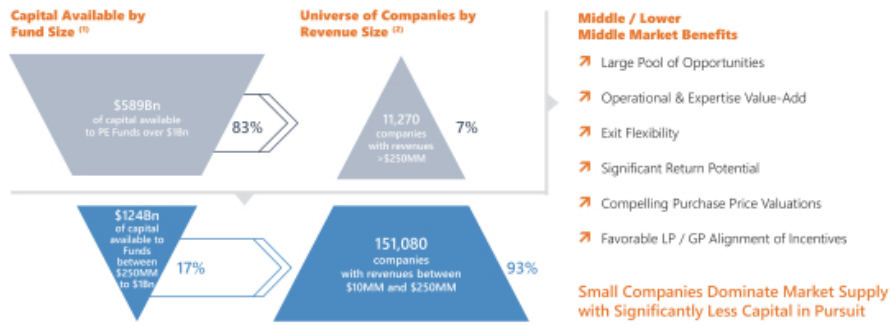 Capital Available by
Fund Size (1)
$589Bn
of capital available
to PE Funds over $1Bn
83%
Universe of Companies by
Revenue Size (2)
11,270
companies
with revenues
>$250MM
7%
$124Bn
of capital
available to
Funds
between
$250MM
to $1Bn
17%
151,080
companies
with revenues between
$10MM and $250MM
93%
Middle / Lower
Middle Market Benefits
Large Pool of Opportunities
Operational & Expertise Value-Add
Exit Flexibility
Significant Return Potential
Compelling Purchase Price Valuations
Favorable LP / GP Alignment of Incentives
Small Companies Dominate Market Supply
with Significantly Less Capital in Pursuit